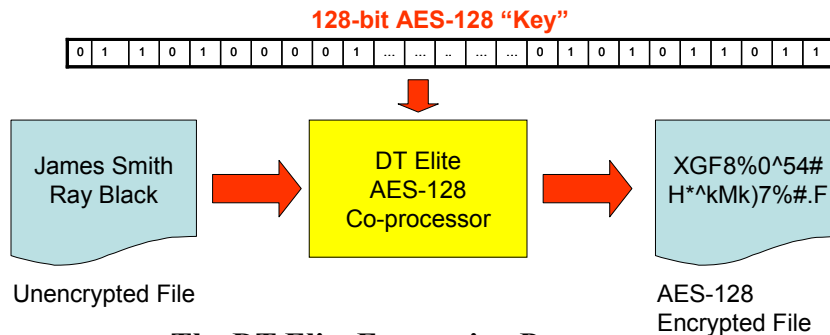 128-bit AES-128 “Key”
0 1 1 0 1 0 0 0 0 1 ... ... .. ... ... 0 1 0 1 0 1 1 0 1 1
James Smith
Ray Black
DT Elite
AES-128
Co-processor
XGF8%0^54#
H*^kMk)7%#.F
Unencrypted File
AES-128
Encrypted File